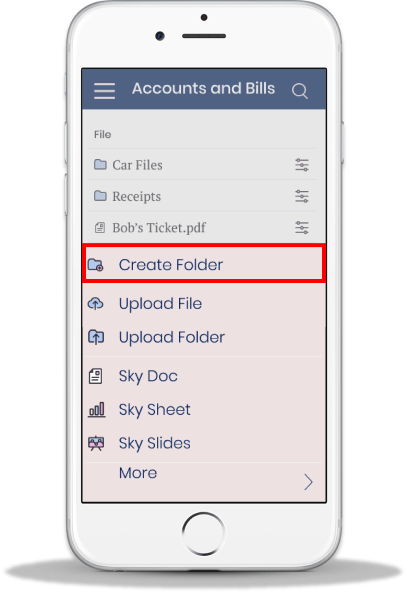 Accounts and Bills
File
Car Files
Receipts
Bob's Ticket.pdf
Create Folder
Upload File
Upload Folder
Sky Doc
Sky Sheet
Sky Slides
More